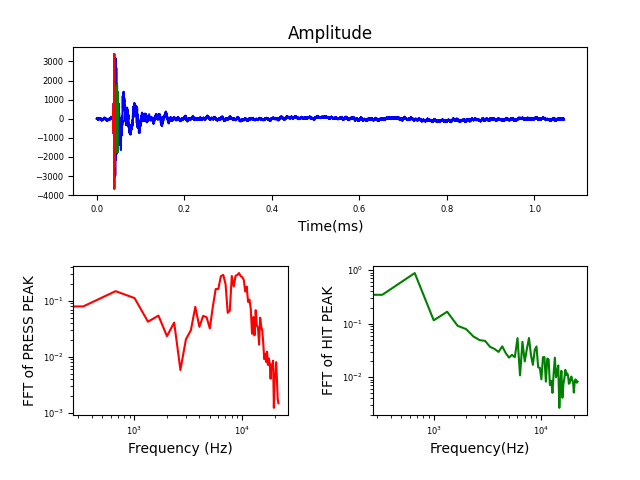 Amplitude
3000
2000
1000
0
−1000
−2000
−3000
−4000
0.0 0.2 0.4 0.6 0.8 1.0
Time(ms)
FFT of PRESS PEAK
10⁻¹
10⁻²
10⁻³
10³ 10⁴
Frequency (Hz)
FFT of HIT PEAK
10⁰
10⁻¹
10⁻²
10³ 10⁴
Frequency(Hz)